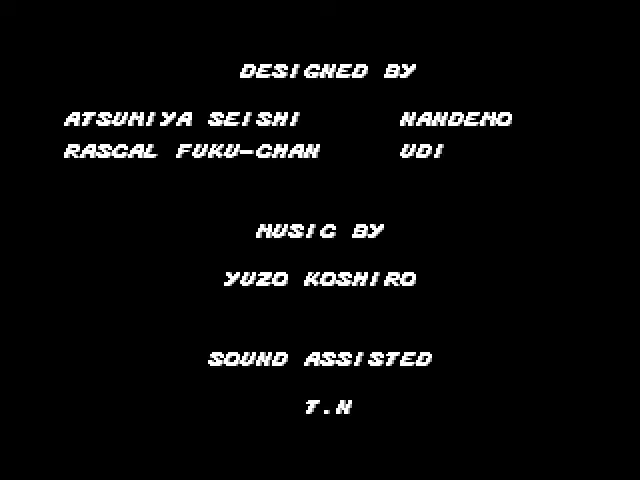 DESIGNED BY
ATSUMIYA SEISHI NANDEMO
RASCAL FUKU-CHAN UDI
MUSIC BY
YUZO KOSHIRO
SOUND ASSISTED
T.N